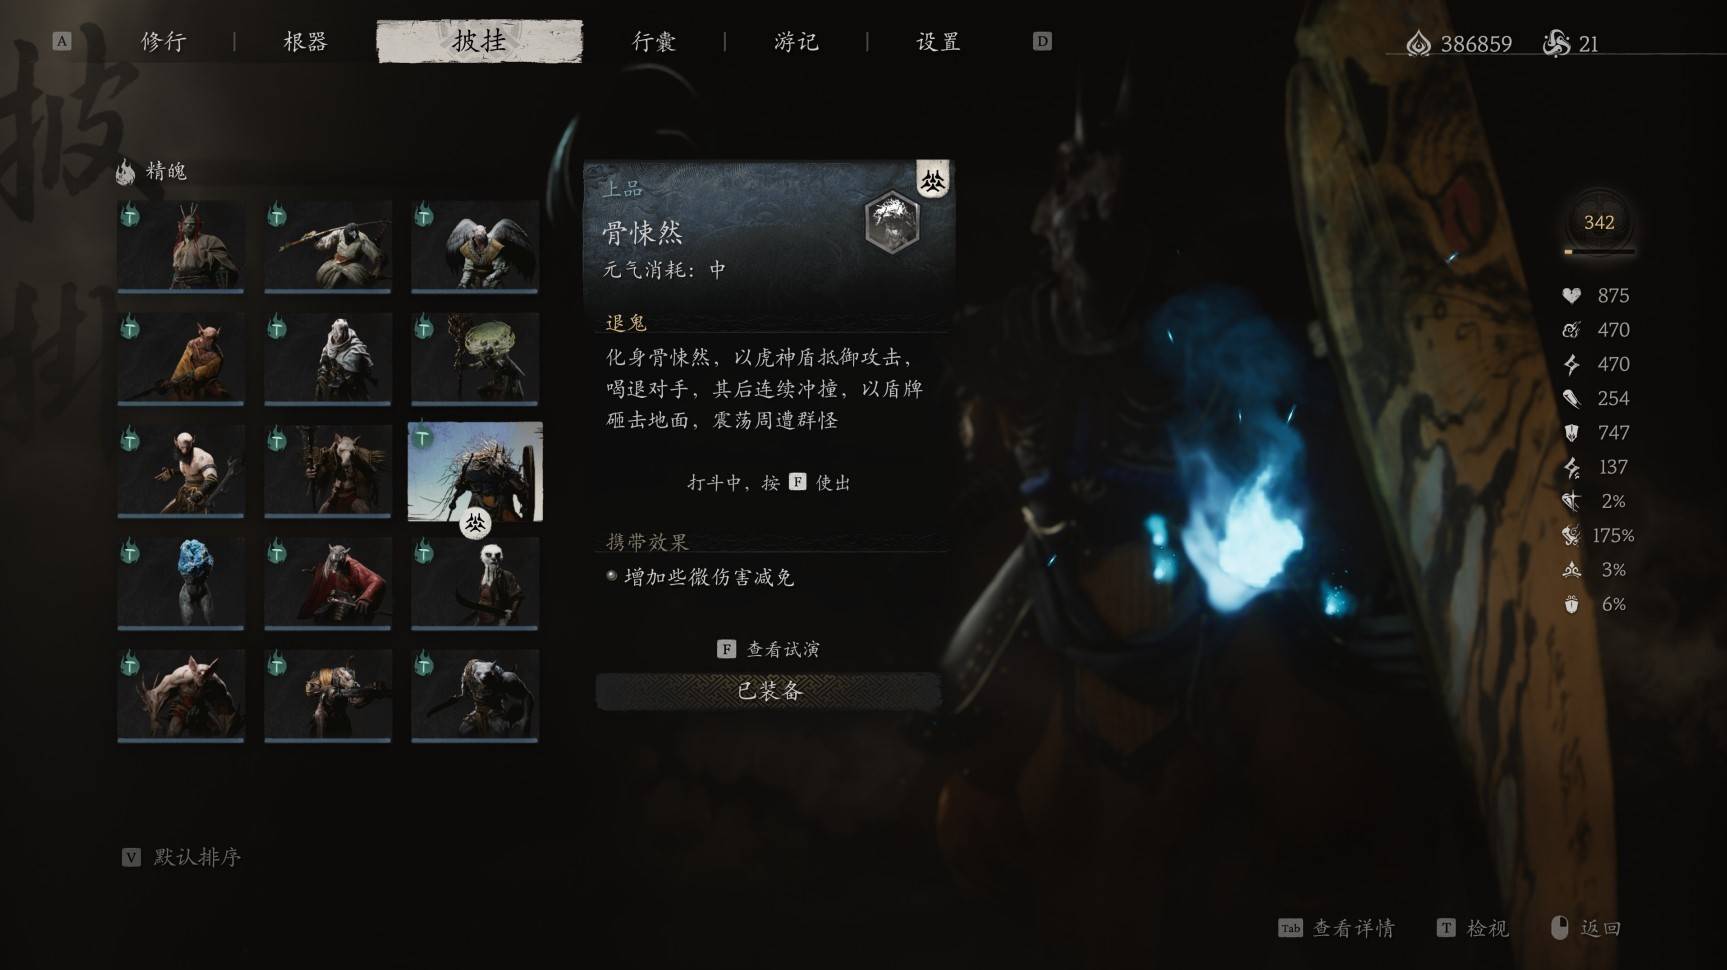 A 修行 根器 披挂 行囊 游记 设置 D 386859 21
披挂
精魄
上品
骨悚然
元气消耗：中
退鬼
化身骨悚然，以虎神盾抵御攻击，
喝退对手，其后连续冲撞，以盾牌
砸击地面，震荡周遭群怪
打斗中，按 F 使出
携带效果
增加些微伤害减免
F 查看试演
已装备
342
875
470
470
254
747
137
2%
175%
3%
6%
V 默认排序
Tab 查看详情 T 检视 返回